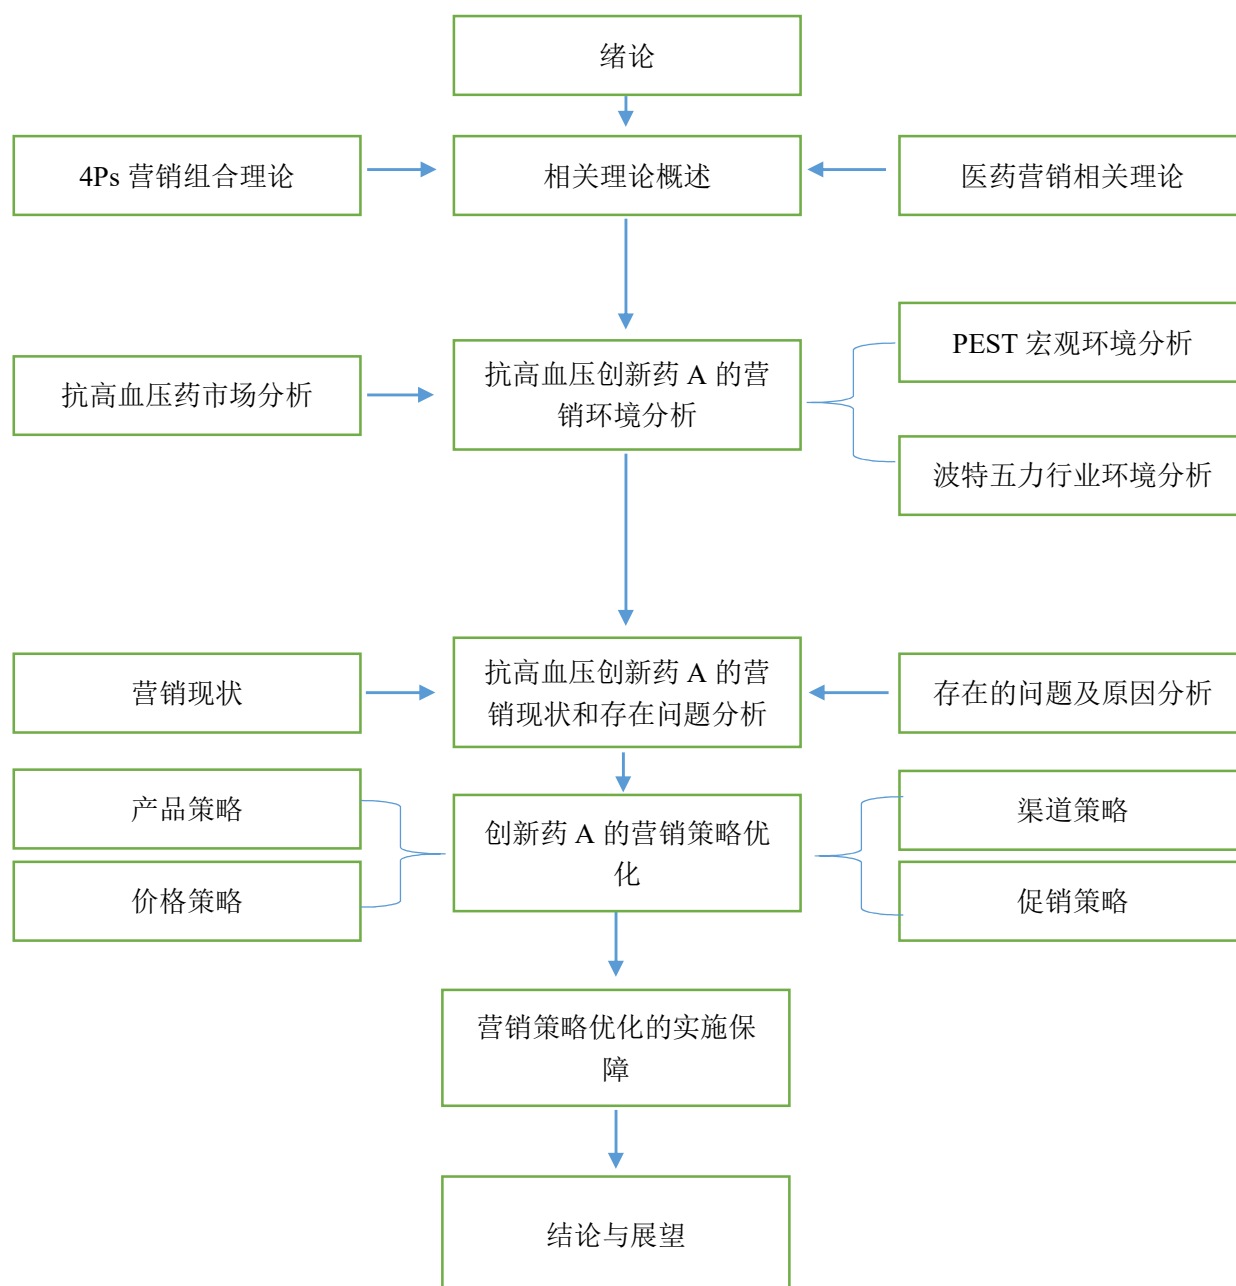 绪论
4Ps 营销组合理论
相关理论概述
医药营销相关理论
抗高血压药市场分析
抗高血压创新药 A 的营
销环境分析
PEST 宏观环境分析
波特五力行业环境分析
营销现状
抗高血压创新药 A 的营
销现状和存在问题分析
存在的问题及原因分析
产品策略
价格策略
创新药 A 的营销策略优
化
渠道策略
促销策略
营销策略优化的实施保
障
结论与展望